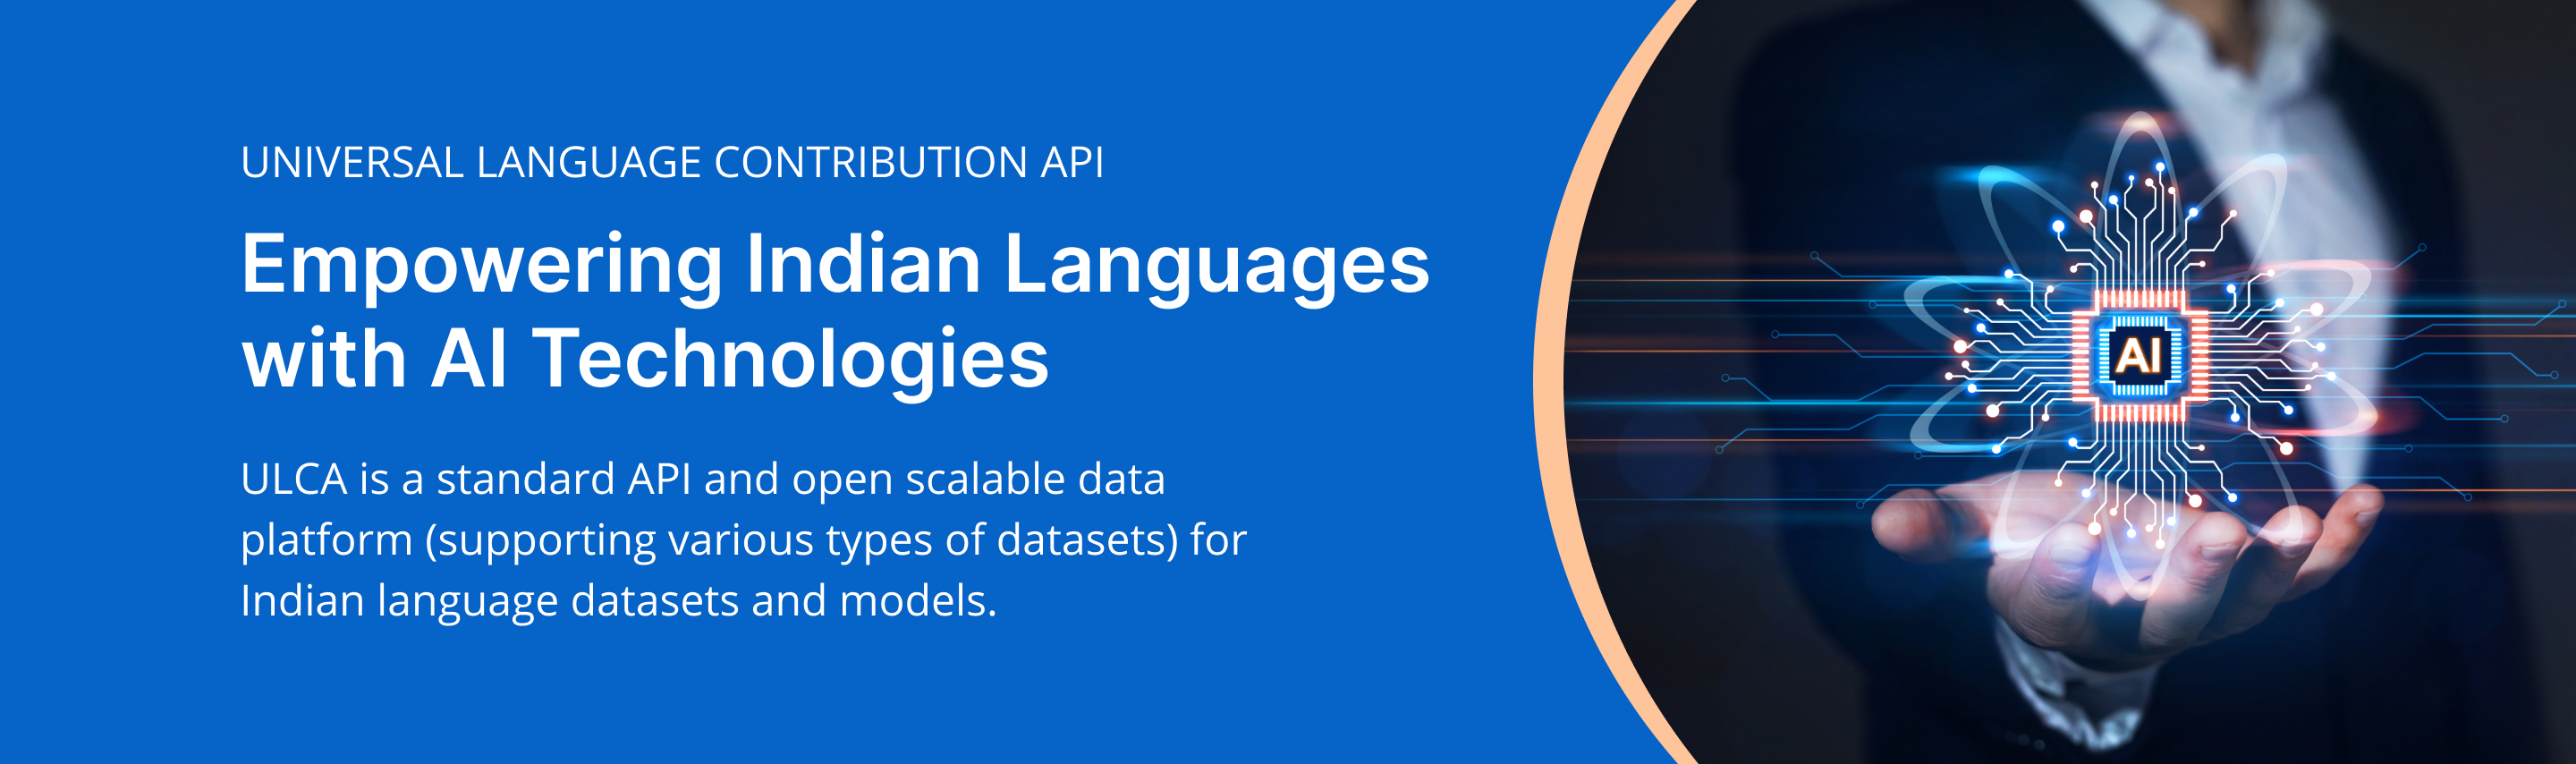 UNIVERSAL LANGUAGE CONTRIBUTION API
Empowering Indian Languages
with AI Technologies
ULCA is a standard API and open scalable data
platform (supporting various types of datasets) for
Indian language datasets and models.
AI